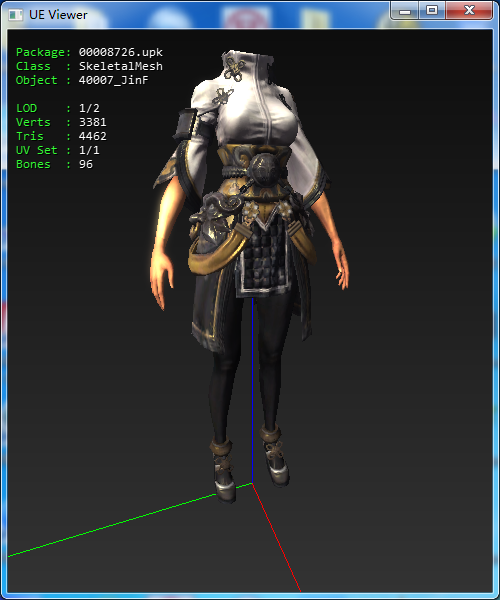 UE Viewer
Package: 00008726.upk
Class : SkeletalMesh
Object : 40007_JinF
LOD : 1/2
Verts : 3381
Tris : 4462
UV Set : 1/1
Bones : 96